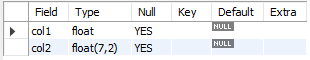 Field Type Null Key Default Extra
col1 float YES NULL
col2 float(7,2) YES NULL